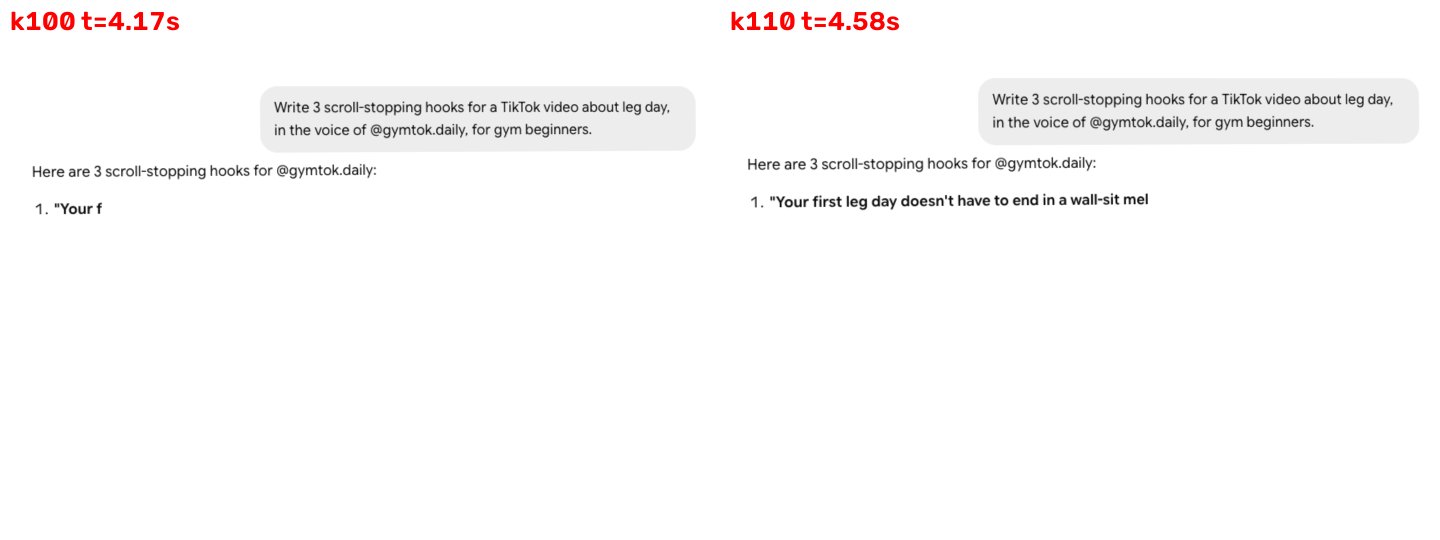 k100 t=4.17s
Write 3 scroll-stopping hooks for a TikTok video about leg day,
in the voice of @gymtok.daily, for gym beginners.
Here are 3 scroll-stopping hooks for @gymtok.daily:
1. "Your f
k110 t=4.58s
Write 3 scroll-stopping hooks for a TikTok video about leg day,
in the voice of @gymtok.daily, for gym beginners.
Here are 3 scroll-stopping hooks for @gymtok.daily:
1. "Your first leg day doesn't have to end in a wall-sit mel